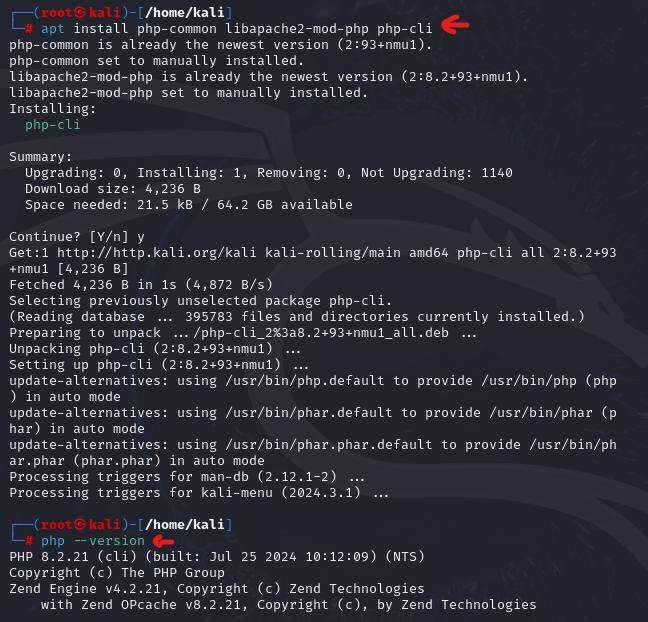 ┌──(root㉿kali)-[/home/kali]
└─# apt install php-common libapache2-mod-php php-cli
php-common is already the newest version (2:93+nmu1).
php-common set to manually installed.
libapache2-mod-php is already the newest version (2:8.2+93+nmu1).
libapache2-mod-php set to manually installed.
Installing:
  php-cli

Summary:
  Upgrading: 0, Installing: 1, Removing: 0, Not Upgrading: 1140
  Download size: 4,236 B
  Space needed: 21.5 kB / 64.2 GB available

Continue? [Y/n] y
Get:1 http://http.kali.org/kali kali-rolling/main amd64 php-cli all 2:8.2+93
+nmu1 [4,236 B]
Fetched 4,236 B in 1s (4,872 B/s)
Selecting previously unselected package php-cli.
(Reading database ... 395783 files and directories currently installed.)
Preparing to unpack .../php-cli_2%3a8.2+93+nmu1_all.deb ...
Unpacking php-cli (2:8.2+93+nmu1) ...
Setting up php-cli (2:8.2+93+nmu1) ...
update-alternatives: using /usr/bin/php.default to provide /usr/bin/php (php
) in auto mode
update-alternatives: using /usr/bin/phar.default to provide /usr/bin/phar (p
har) in auto mode
update-alternatives: using /usr/bin/phar.phar.default to provide /usr/bin/ph
ar.phar (phar.phar) in auto mode
Processing triggers for man-db (2.12.1-2) ...
Processing triggers for kali-menu (2024.3.1) ...

┌──(root㉿kali)-[/home/kali]
└─# php --version
PHP 8.2.21 (cli) (built: Jul 25 2024 10:12:09) (NTS)
Copyright (c) The PHP Group
Zend Engine v4.2.21, Copyright (c) Zend Technologies
    with Zend OPcache v8.2.21, Copyright (c), by Zend Technologies